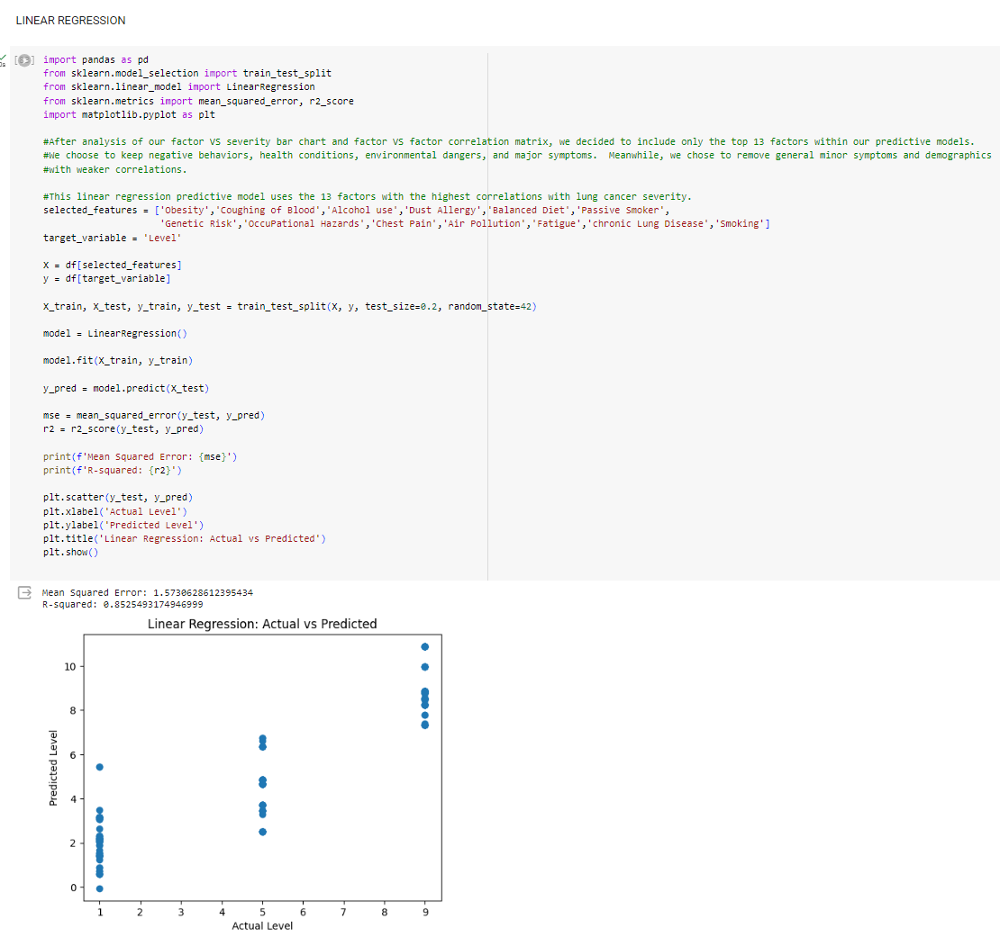 LINEAR REGRESSION
0s
[ ]
import pandas as pd
from sklearn.model_selection import train_test_split
from sklearn.linear_model import LinearRegression
from sklearn.metrics import mean_squared_error, r2_score
import matplotlib.pyplot as plt
#After analysis of our factor VS severity bar chart and factor VS factor correlation matrix, we decided to include only the top 13 factors within our predictive models.
#We choose to keep negative behaviors, health conditions, environmental dangers, and major symptoms.  Meanwhile, we chose to remove general minor symptoms and demographics
#with weaker correlations.
#This linear regression predictive model uses the 13 factors with the highest correlations with lung cancer severity.
selected_features = ['Obesity','Coughing of Blood','Alcohol use','Dust Allergy','Balanced Diet','Passive Smoker',
'Genetic Risk','OccuPational Hazards','Chest Pain','Air Pollution','Fatigue','chronic Lung Disease','Smoking']
target_variable = 'Level'
X = df[selected_features]
y = df[target_variable]
X_train, X_test, y_train, y_test = train_test_split(X, y, test_size=0.2, random_state=42)
model = LinearRegression()
model.fit(X_train, y_train)
y_pred = model.predict(X_test)
mse = mean_squared_error(y_test, y_pred)
r2 = r2_score(y_test, y_pred)
print(f'Mean Squared Error: {mse}')
print(f'R-squared: {r2}')
plt.scatter(y_test, y_pred)
plt.xlabel('Actual Level')
plt.ylabel('Predicted Level')
plt.title('Linear Regression: Actual vs Predicted')
plt.show()
Mean Squared Error: 1.5730628612395434
R-squared: 0.8525493174946999
Linear Regression: Actual vs Predicted
Predicted Level
10
8
6
4
2
0
1 2 3 4 5 6 7 8 9
Actual Level